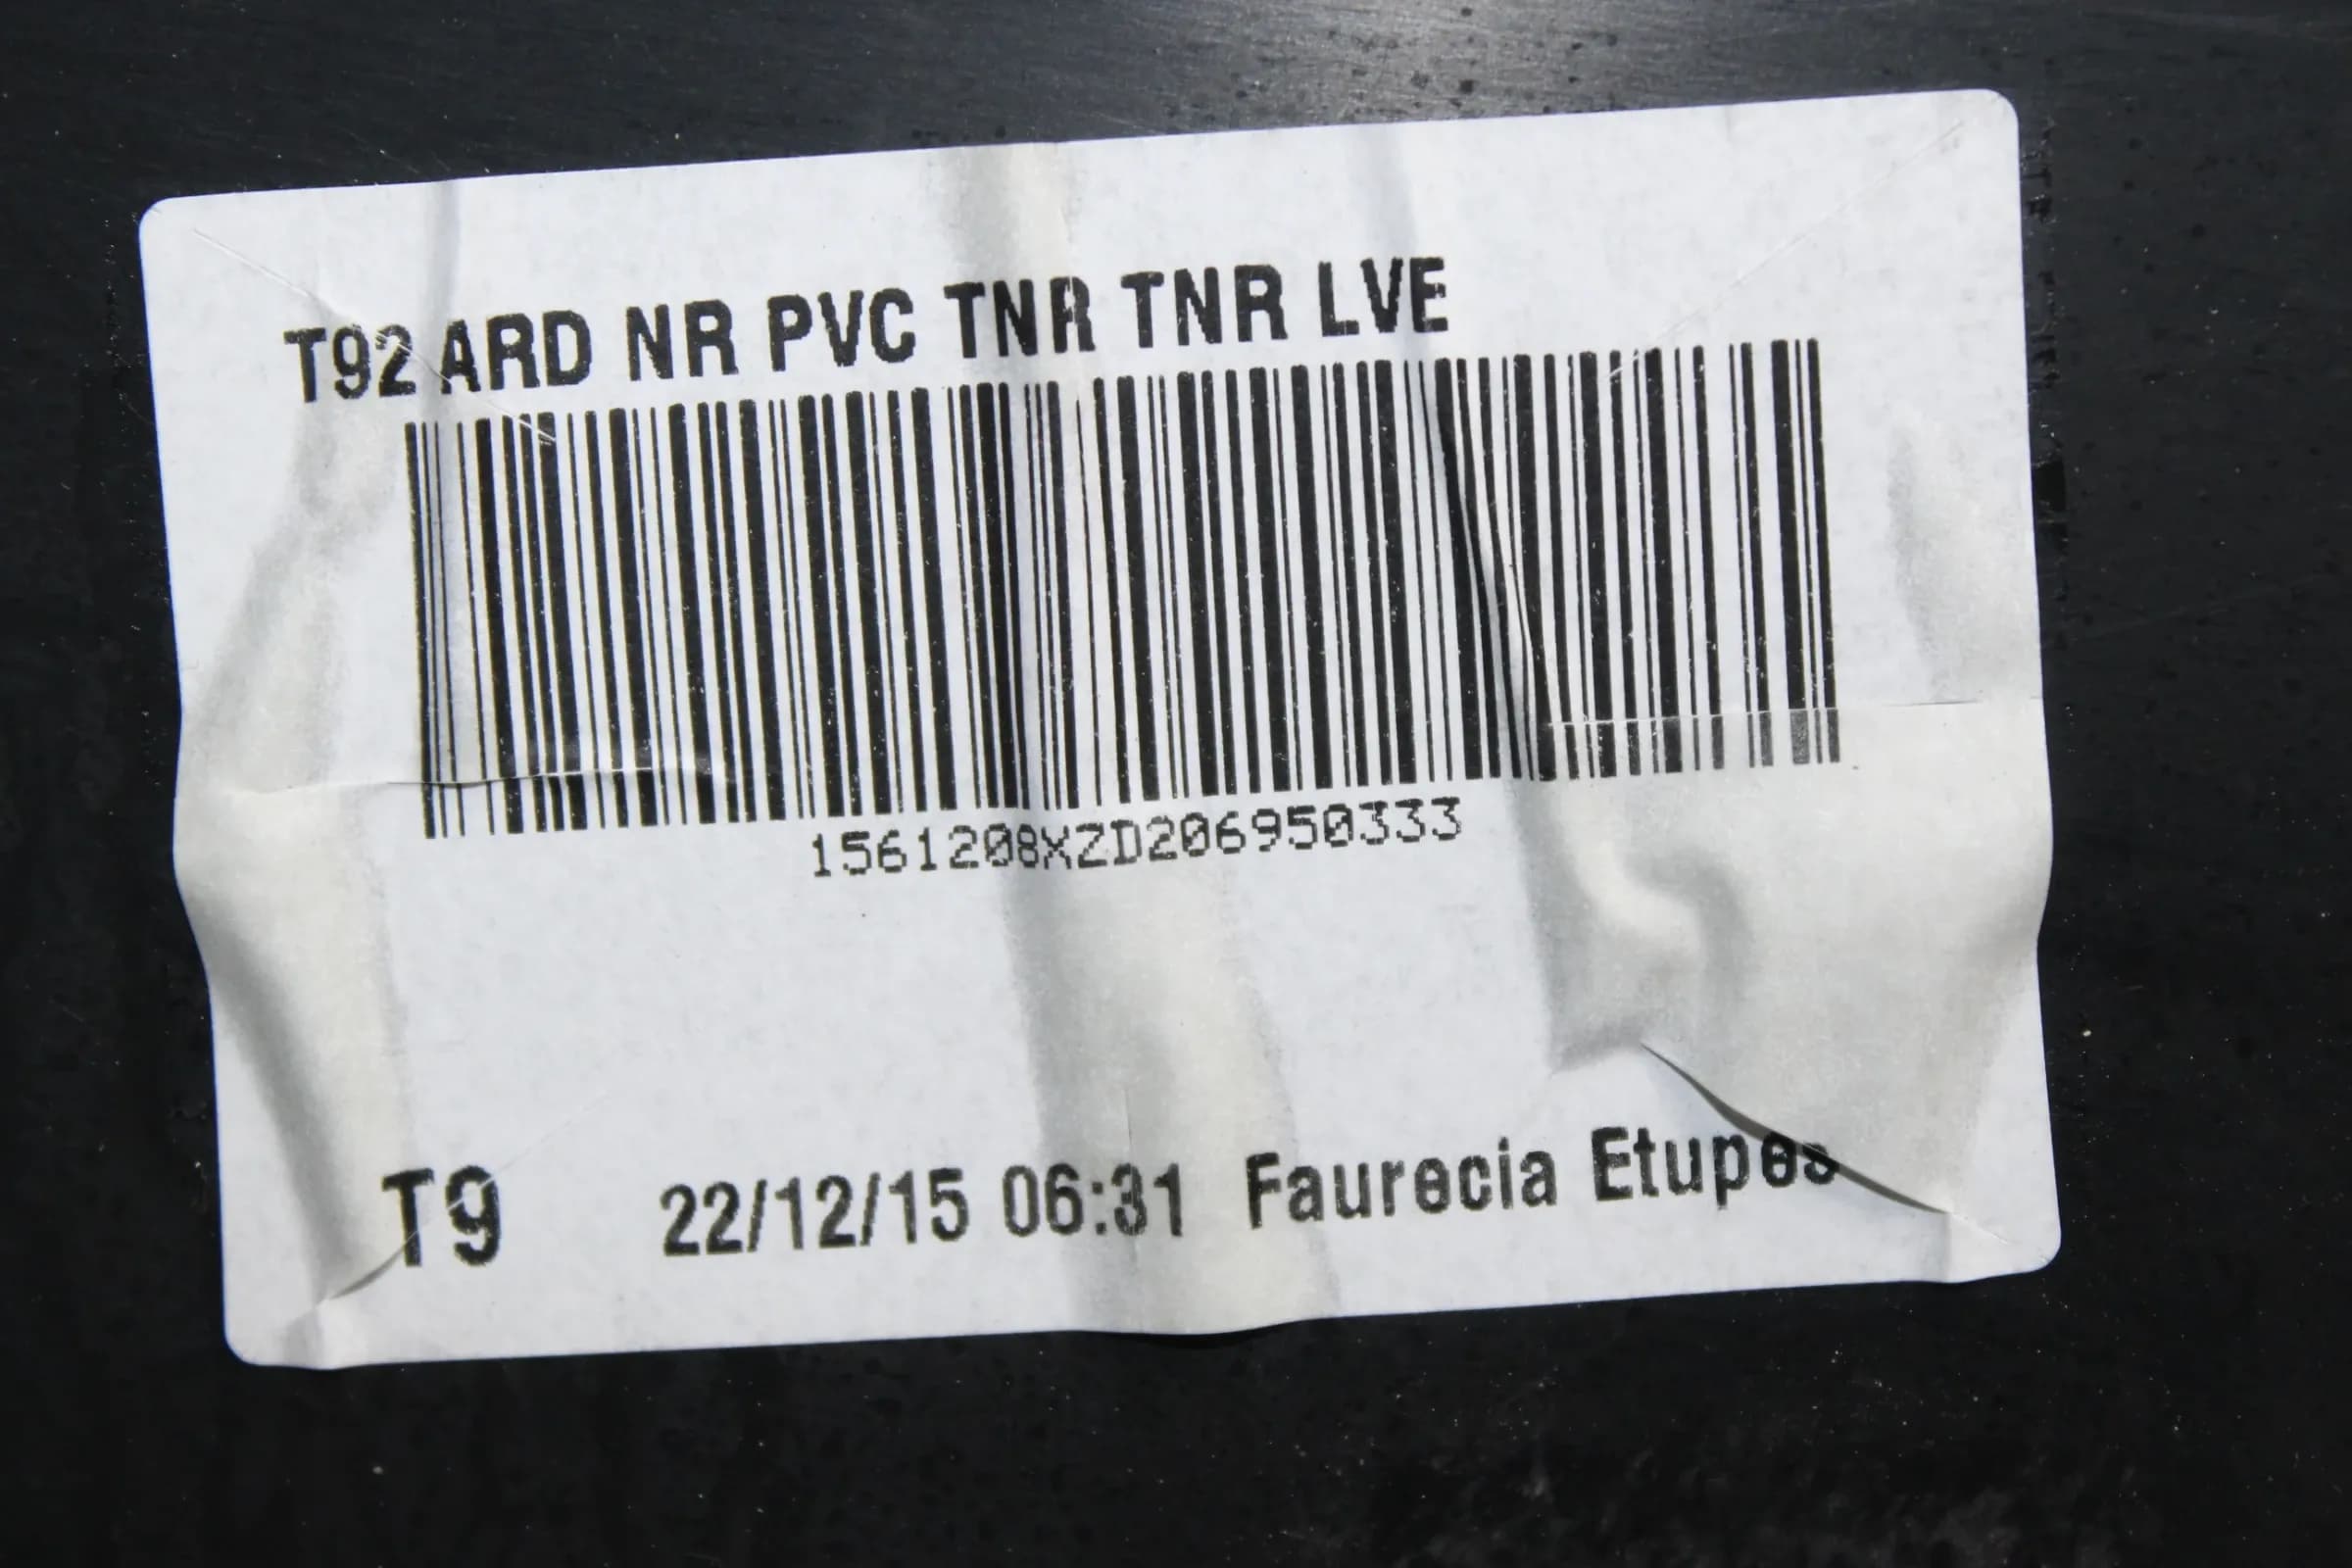 T92 ARD NR PVC TNR TNR LVE
1561208XZD206950333
T9 22/12/15 06:31 Faurecia Etupes